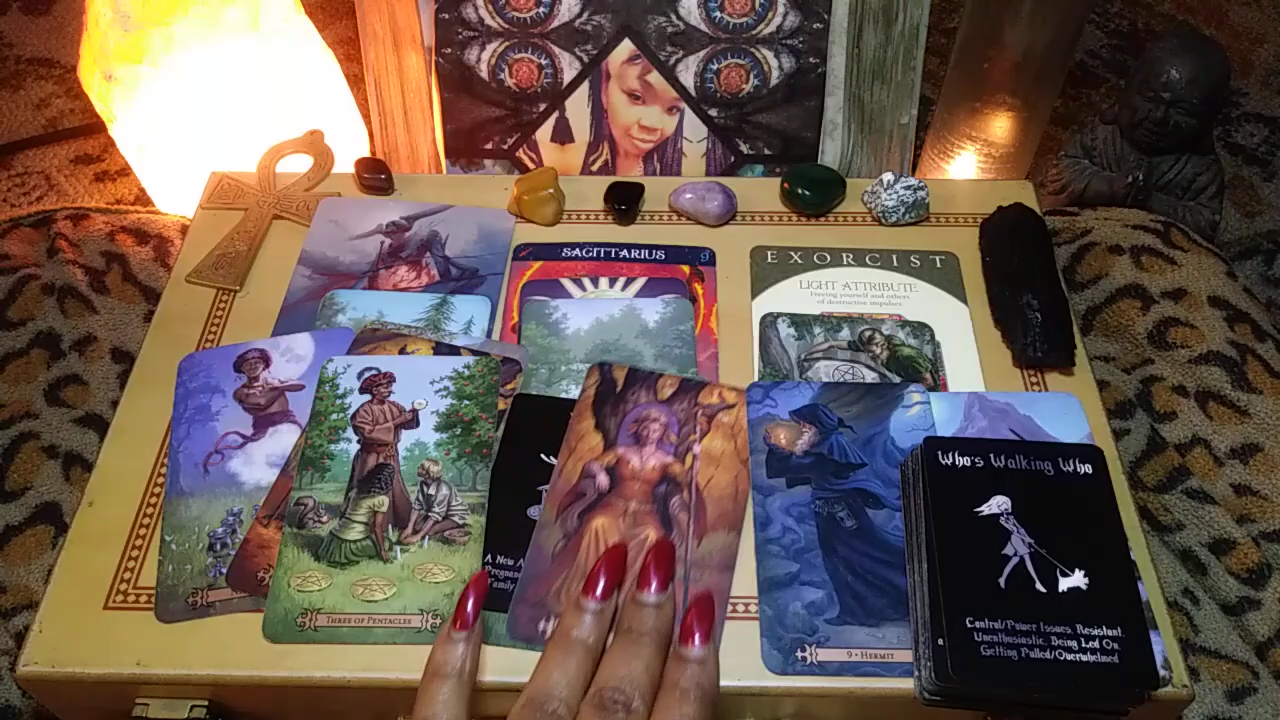 SAGITTARIUS 9
EXORCIST
LIGHT ATTRIBUTE
Freeing yourself and others
of destructive impulses
WHO'S WALKING WHO
A New
Pregnan
Family
THREE OF PENTACLES
9 • HERMIT
Control/Power Issues, Resistant,
Unenthusiastic, Being Led On,
Getting Pulled/Overwhelmed